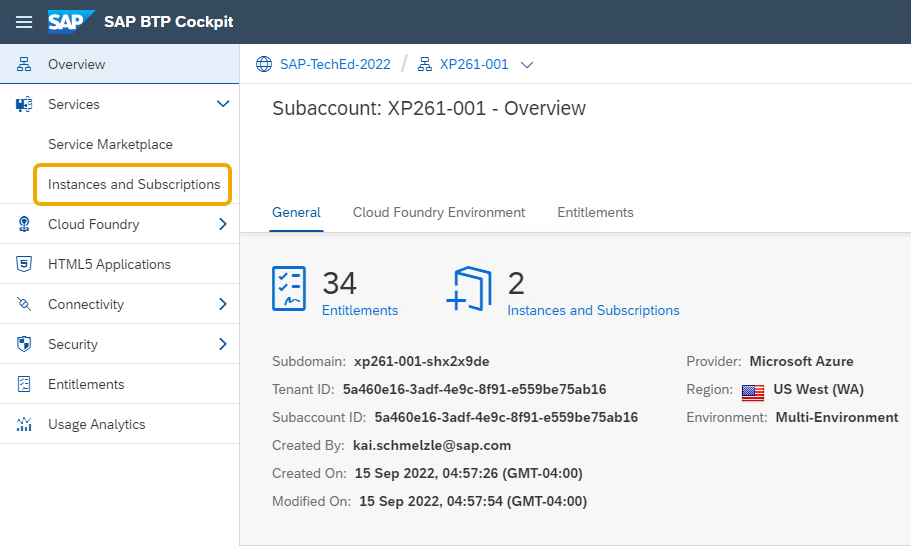 SAP SAP BTP Cockpit
Overview
Services
Service Marketplace
Instances and Subscriptions
Cloud Foundry
HTML5 Applications
Connectivity
Security
Entitlements
Usage Analytics
SAP-TechEd-2022 / XP261-001
Subaccount: XP261-001 - Overview
General Cloud Foundry Environment Entitlements
34 Entitlements
2 Instances and Subscriptions
Subdomain: xp261-001-shx2x9de
Tenant ID: 5a460e16-3adf-4e9c-8f91-e559be75ab16
Subaccount ID: 5a460e16-3adf-4e9c-8f91-e559be75ab16
Created By: kai.schmelzle@sap.com
Created On: 15 Sep 2022, 04:57:26 (GMT-04:00)
Modified On: 15 Sep 2022, 04:57:54 (GMT-04:00)
Provider: Microsoft Azure
Region: US West (WA)
Environment: Multi-Environment